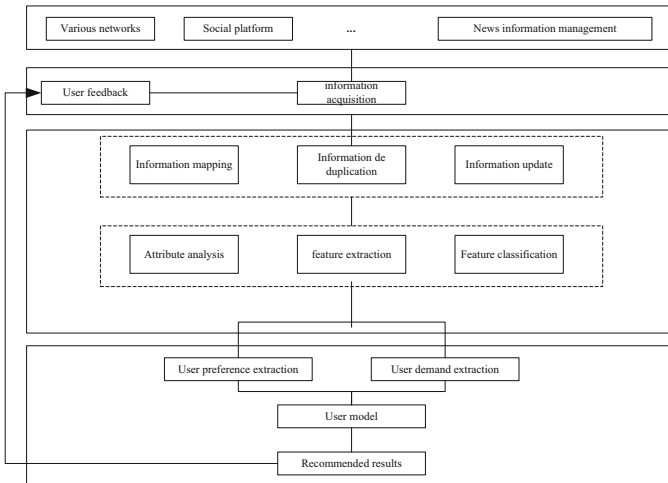 Various networks
Social platform
...
News information management
User feedback
information
acquisition
Information mapping
Information de
duplication
Information update
Attribute analysis
feature extraction
Feature classification
User preference extraction
User demand extraction
User model
Recommended results